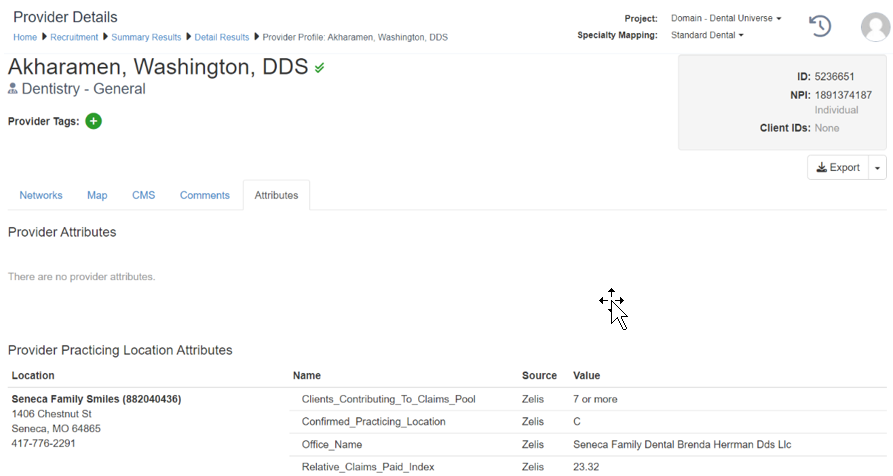 Provider Details
Project: Domain - Dental Universe
Home Recruitment Summary Results Detail Results Provider Profile: Akharamen, Washington, DDS
Specialty Mapping: Standard Dental
Akharamen, Washington, DDS
Dentistry - General
ID: 5236651
NPI: 1891374187
Individual
Client IDs: None
Provider Tags:
Export
Networks Map CMS Comments Attributes
Provider Attributes
There are no provider attributes.
Provider Practicing Location Attributes
Location Name Source Value
Seneca Family Smiles (882040436) Clients_Contributing_To_Claims_Pool Zelis 7 or more
1406 Chestnut St
Seneca, MO 64865 Confirmed_Practicing_Location Zelis C
417-776-2291 Office_Name Zelis Seneca Family Dental Brenda Herrman Dds Llc
Relative_Claims_Paid_Index Zelis 23.32